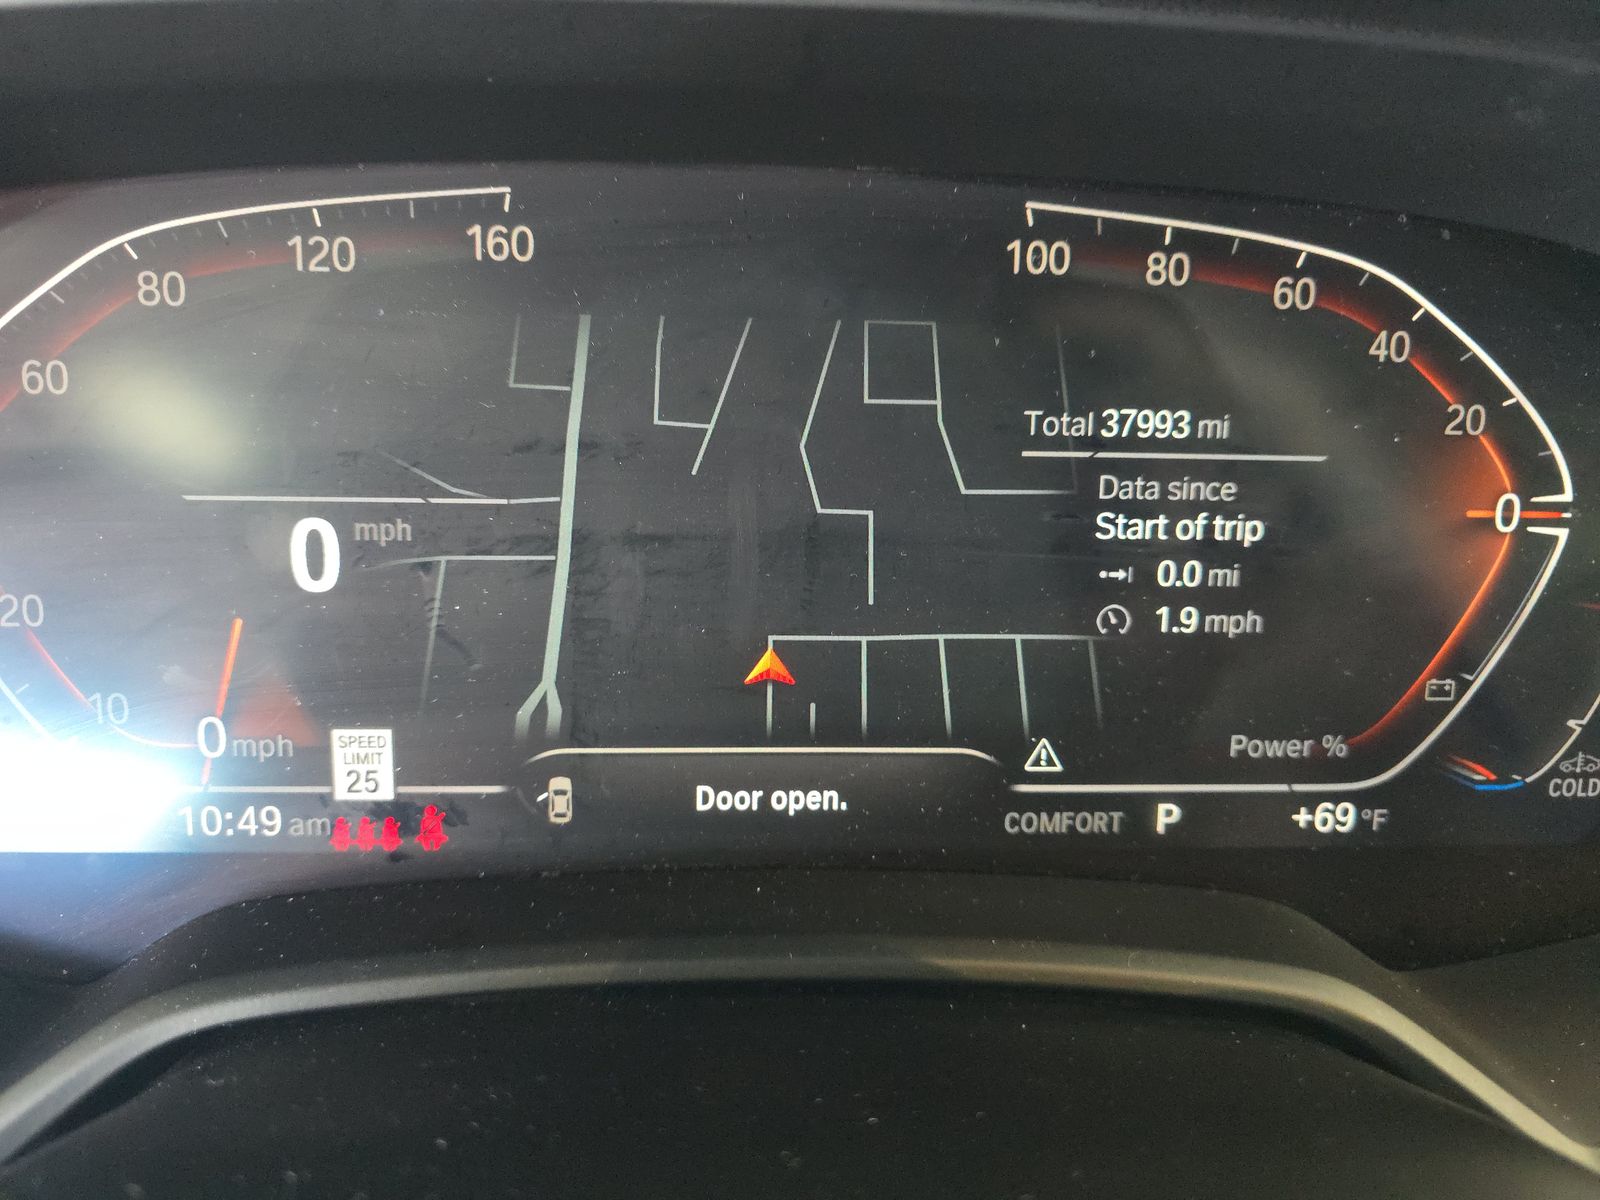 160
120
80
60
20
10
0 mph
0 mph
SPEED
LIMIT
25
10:49 am
100
80
60
40
20
0
Total 37993 mi
Data since
Start of trip
0.0 mi
1.9 mph
Power %
Door open.
COMFORT P +69 °F
COLD